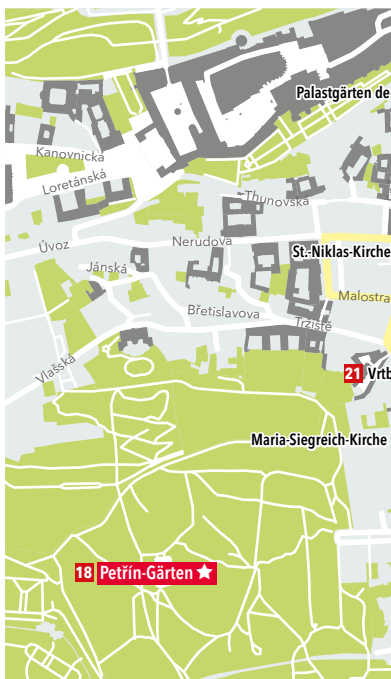 Palastgärten de
Kanovnická
Loretánská
Thunovská
Úvoz
Nerudova
St.-Niklas-Kirche
Jánská
Malostra
Břetislavova
Tržiště
Vlašská
21 Vrtb
Maria-Siegreich-Kirche
18 Petřín-Gärten